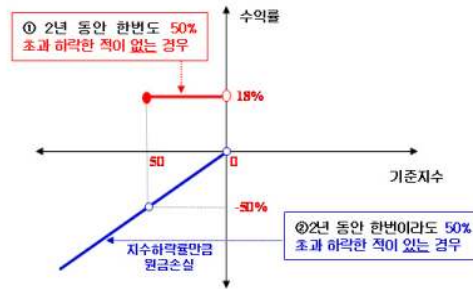 ① 2년 동안 한번도 50%
초과 하락한 적이 없는 경우
수익률
18%
50
0
기준지수
-50%
지수하락률만큼
원금손실
②2년 동안 한번이라도 50%
초과 하락한 적이 있는 경우